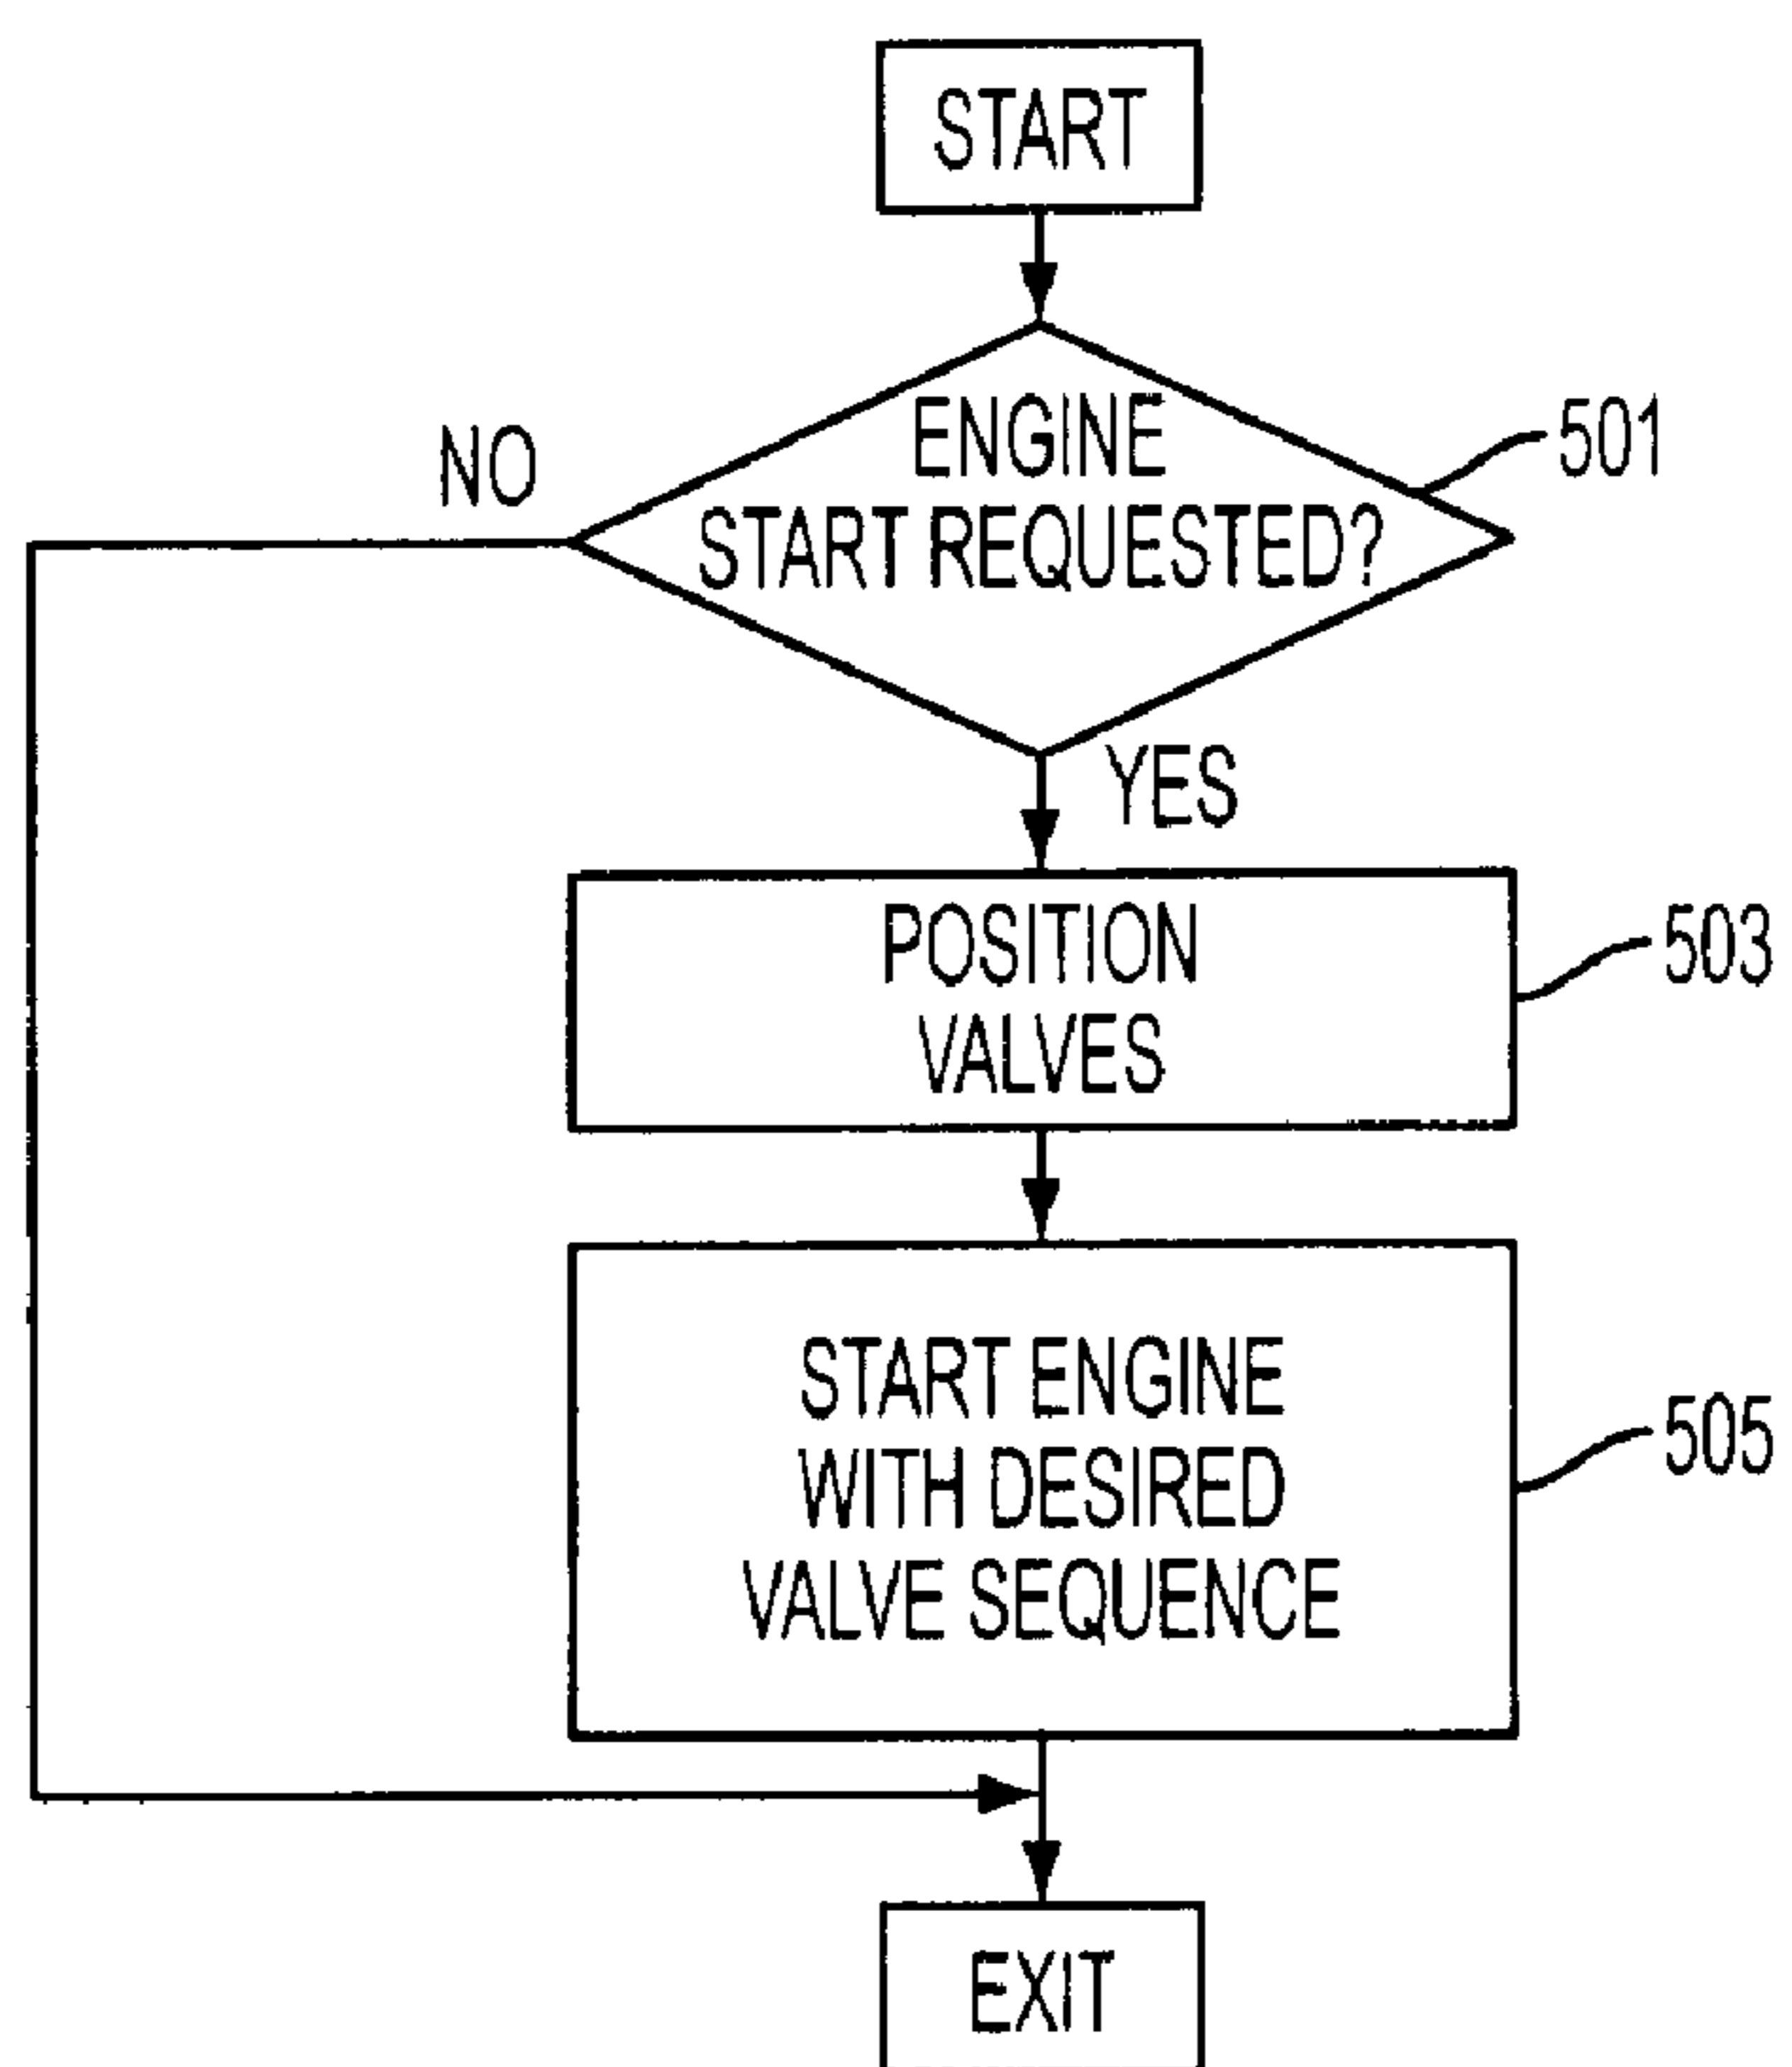 START
ENGINE
START REQUESTED?
501
NO
YES
POSITION
VALVES
503
START ENGINE
WITH DESIRED
VALVE SEQUENCE
505
EXIT